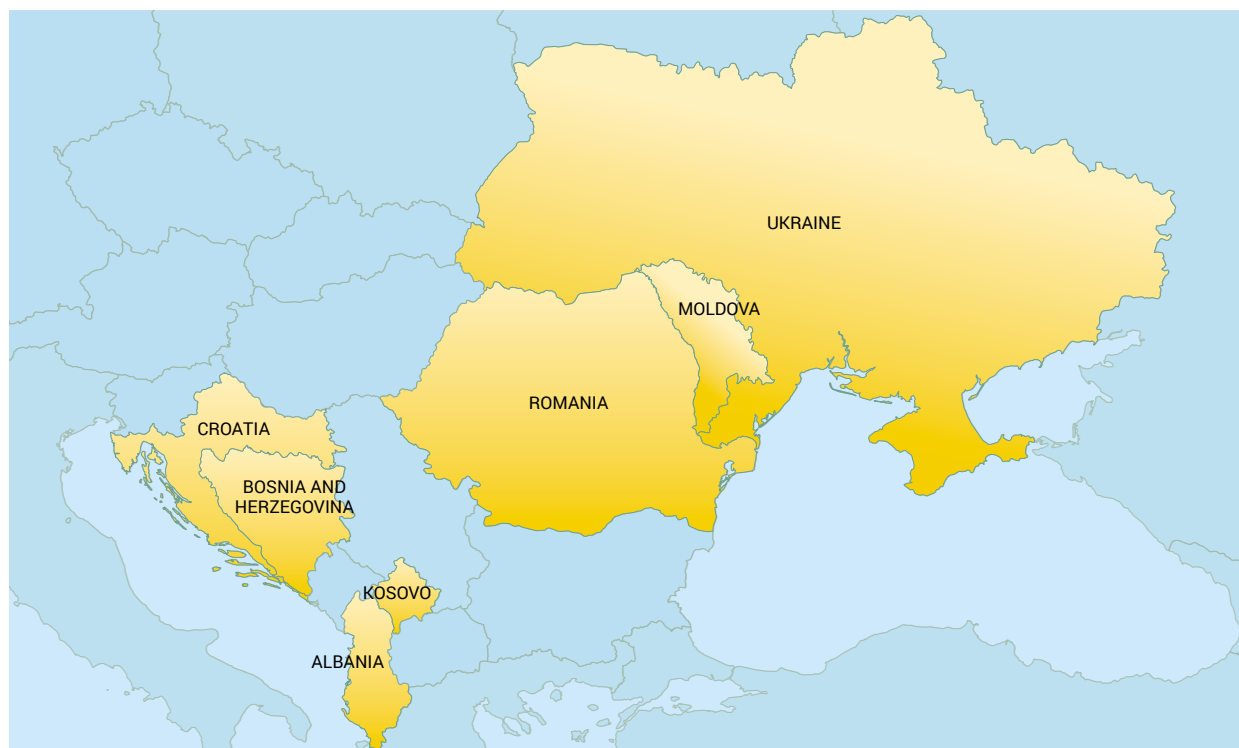 UKRAINE
MOLDOVA
ROMANIA
CROATIA
BOSNIA AND
HERZEGOVINA
KOSOVO
ALBANIA